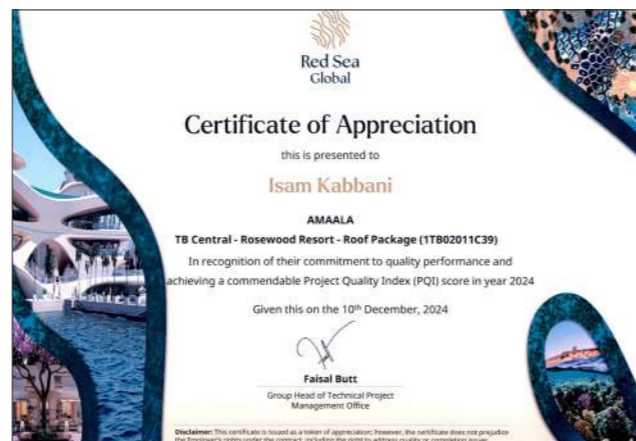 Red Sea
Global
Certificate of Appreciation
this is presented to
Isam Kabbani
AMAALA
TB Central - Rosewood Resort - Roof Package (1TB02011C39)
In recognition of their commitment to quality performance and
achieving a commendable Project Quality Index (PQI) score in year 2024
Given this on the 10th December, 2024
Faisal Butt
Group Head of Technical Project
Management Office
Disclaimer: This certificate is issued as a token of appreciation; however, the certificate does not prejudice
the Employer's rights under the contract, including the right to address quality or completion issues